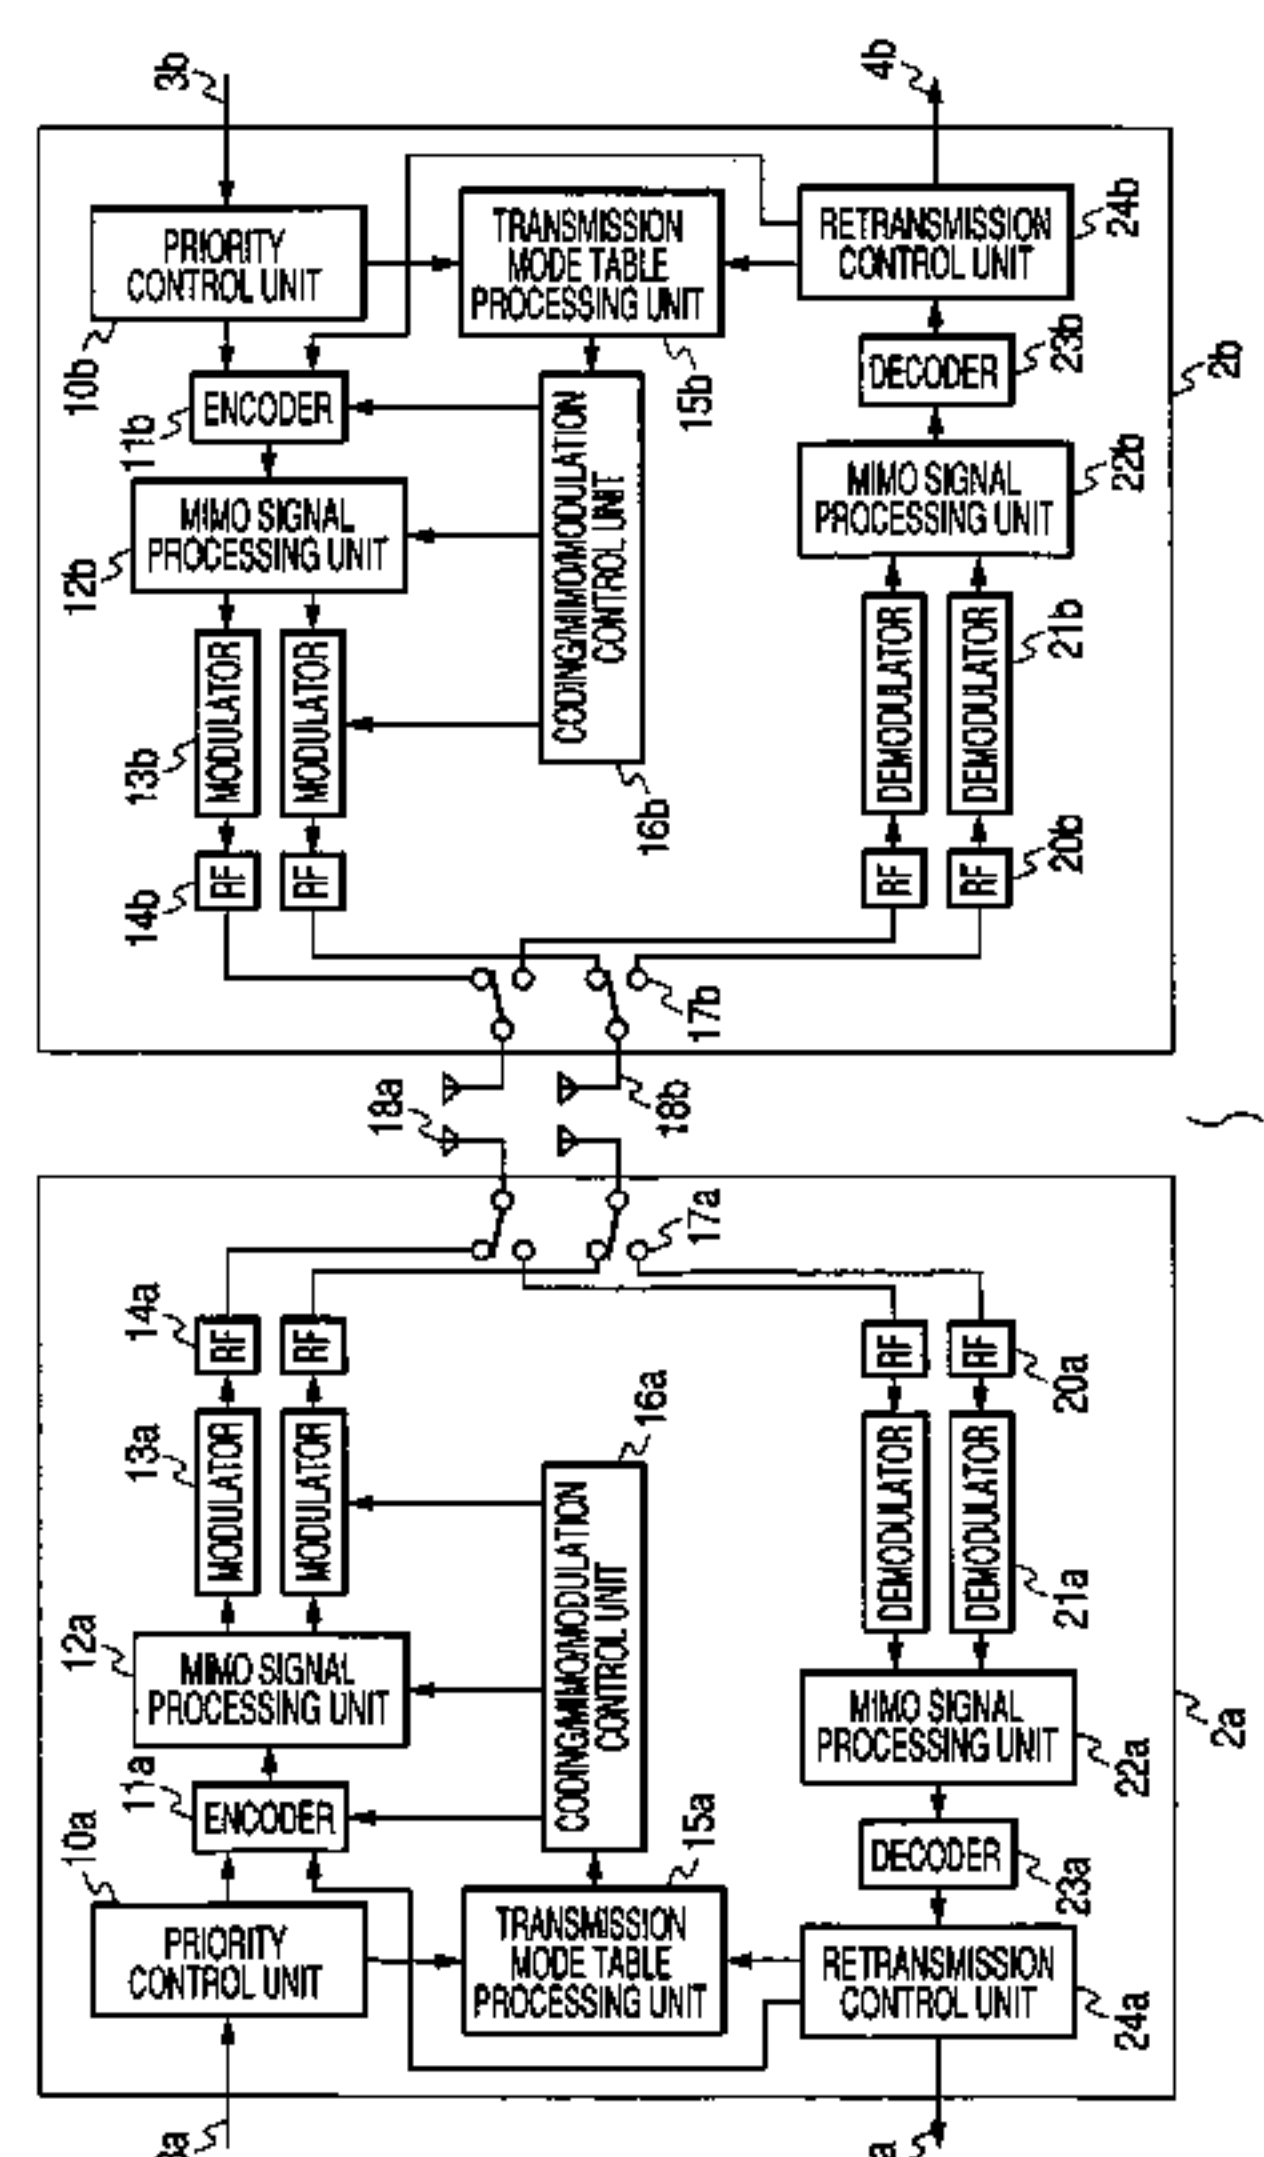 3b
4b
PRIORITY
CONTROL UNIT
10b
TRANSMISSION
MODE TABLE
PROCESSING UNIT
15b
RETRANSMISSION
CONTROL UNIT
24b
ENCODER
11b
DECODER
23b
2b
MIMO SIGNAL
PROCESSING UNIT
12b
CODING/MIMO/MODULATION
CONTROL UNIT
16b
MIMO SIGNAL
PROCESSING UNIT
22b
MODULATOR
MODULATOR
13b
DEMODULATOR
DEMODULATOR
21b
RF
RF
14b
RF
RF
20b
17b
18a
18b
17a
14a
RF
RF
RF
RF
20a
13a
MODULATOR
MODULATOR
16a
CODING/MIMO/MODULATION
CONTROL UNIT
DEMODULATOR
DEMODULATOR
21a
12a
MIMO SIGNAL
PROCESSING UNIT
MIMO SIGNAL
PROCESSING UNIT
22a
2a
11a
ENCODER
DECODER
23a
10a
PRIORITY
CONTROL UNIT
15a
TRANSMISSION
MODE TABLE
PROCESSING UNIT
RETRANSMISSION
CONTROL UNIT
24a